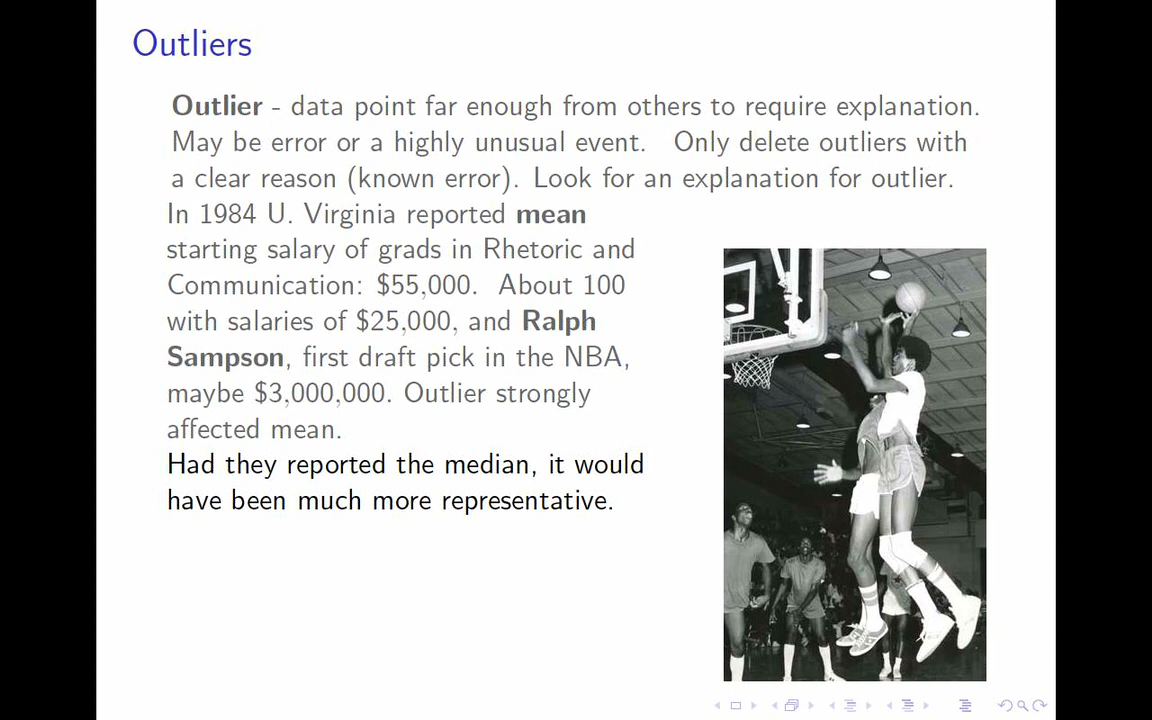 Outliers
Outlier - data point far enough from others to require explanation.
May be error or a highly unusual event. Only delete outliers with
a clear reason (known error). Look for an explanation for outlier.
In 1984 U. Virginia reported mean
starting salary of grads in Rhetoric and
Communication: $55,000. About 100
with salaries of $25,000, and Ralph
Sampson, first draft pick in the NBA,
maybe $3,000,000. Outlier strongly
affected mean.
Had they reported the median, it would
have been much more representative.